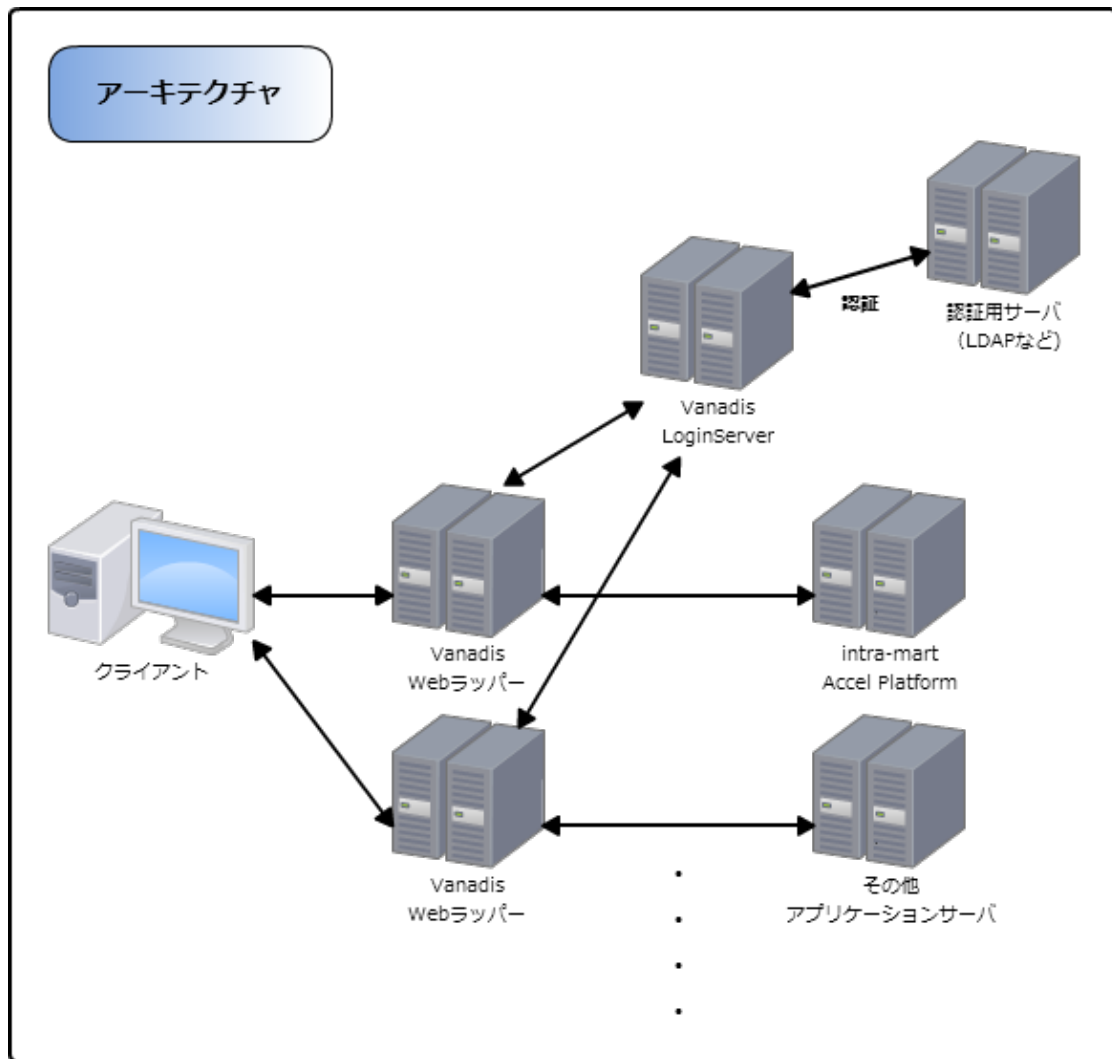 アーキテクチャ
認証
認証用サーバ
(LDAPなど)
Vanadis
LoginServer
クライアント
Vanadis
Webラッパー
intra-mart
Accel Platform
Vanadis
Webラッパー
その他
アプリケーションサーバ
・
・
・
・